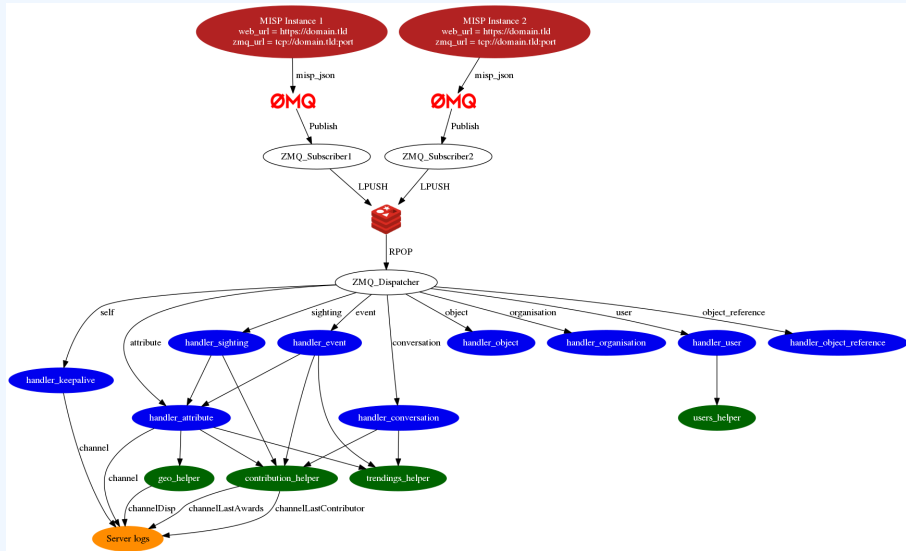 MISP Instance 1
web_url = https://domain.tld
zmq_url = tcp://domain.tld:port
MISP Instance 2
web_url = https://domain.tld
zmq_url = tcp://domain.tld:port
misp_json
misp_json
ØMQ
ØMQ
Publish
Publish
ZMQ_Subscriber1
ZMQ_Subscriber2
LPUSH
LPUSH
RPOP
ZMQ_Dispatcher
self
sighting
event
object
organisation
user
object_reference
attribute
conversation
handler_sighting
handler_event
handler_object
handler_organisation
handler_user
handler_object_reference
handler_keepalive
handler_attribute
handler_conversation
users_helper
channel
channel
geo_helper
contribution_helper
trendings_helper
channelDisp
channelLastAwards
channelLastContributor
Server logs